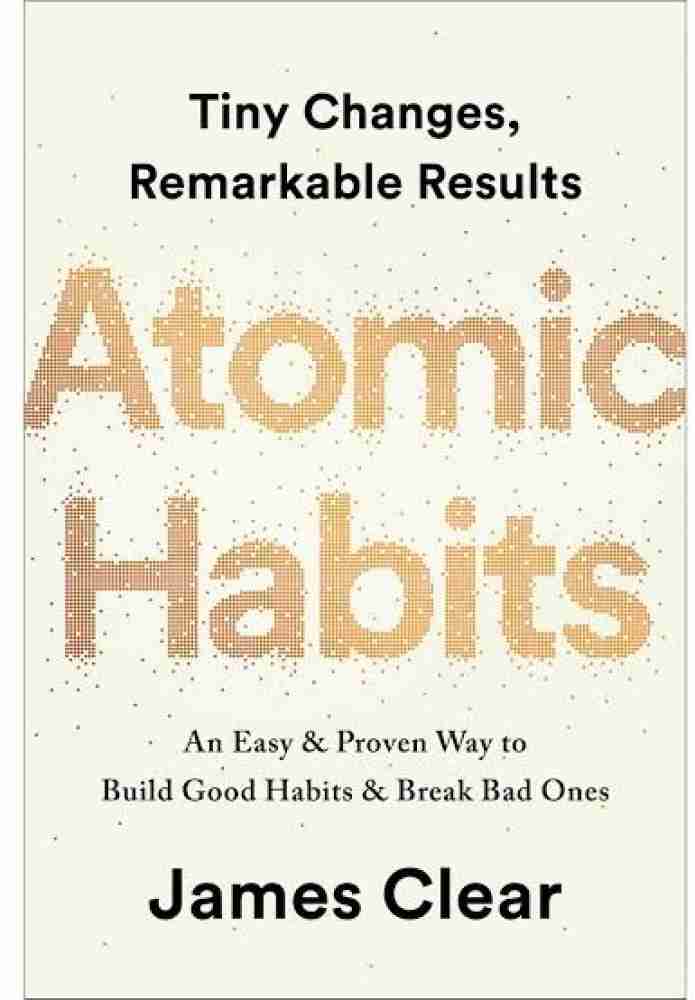 Tiny Changes,
Remarkable Results
Atomic
Habits
An Easy & Proven Way to
Build Good Habits & Break Bad Ones
James Clear